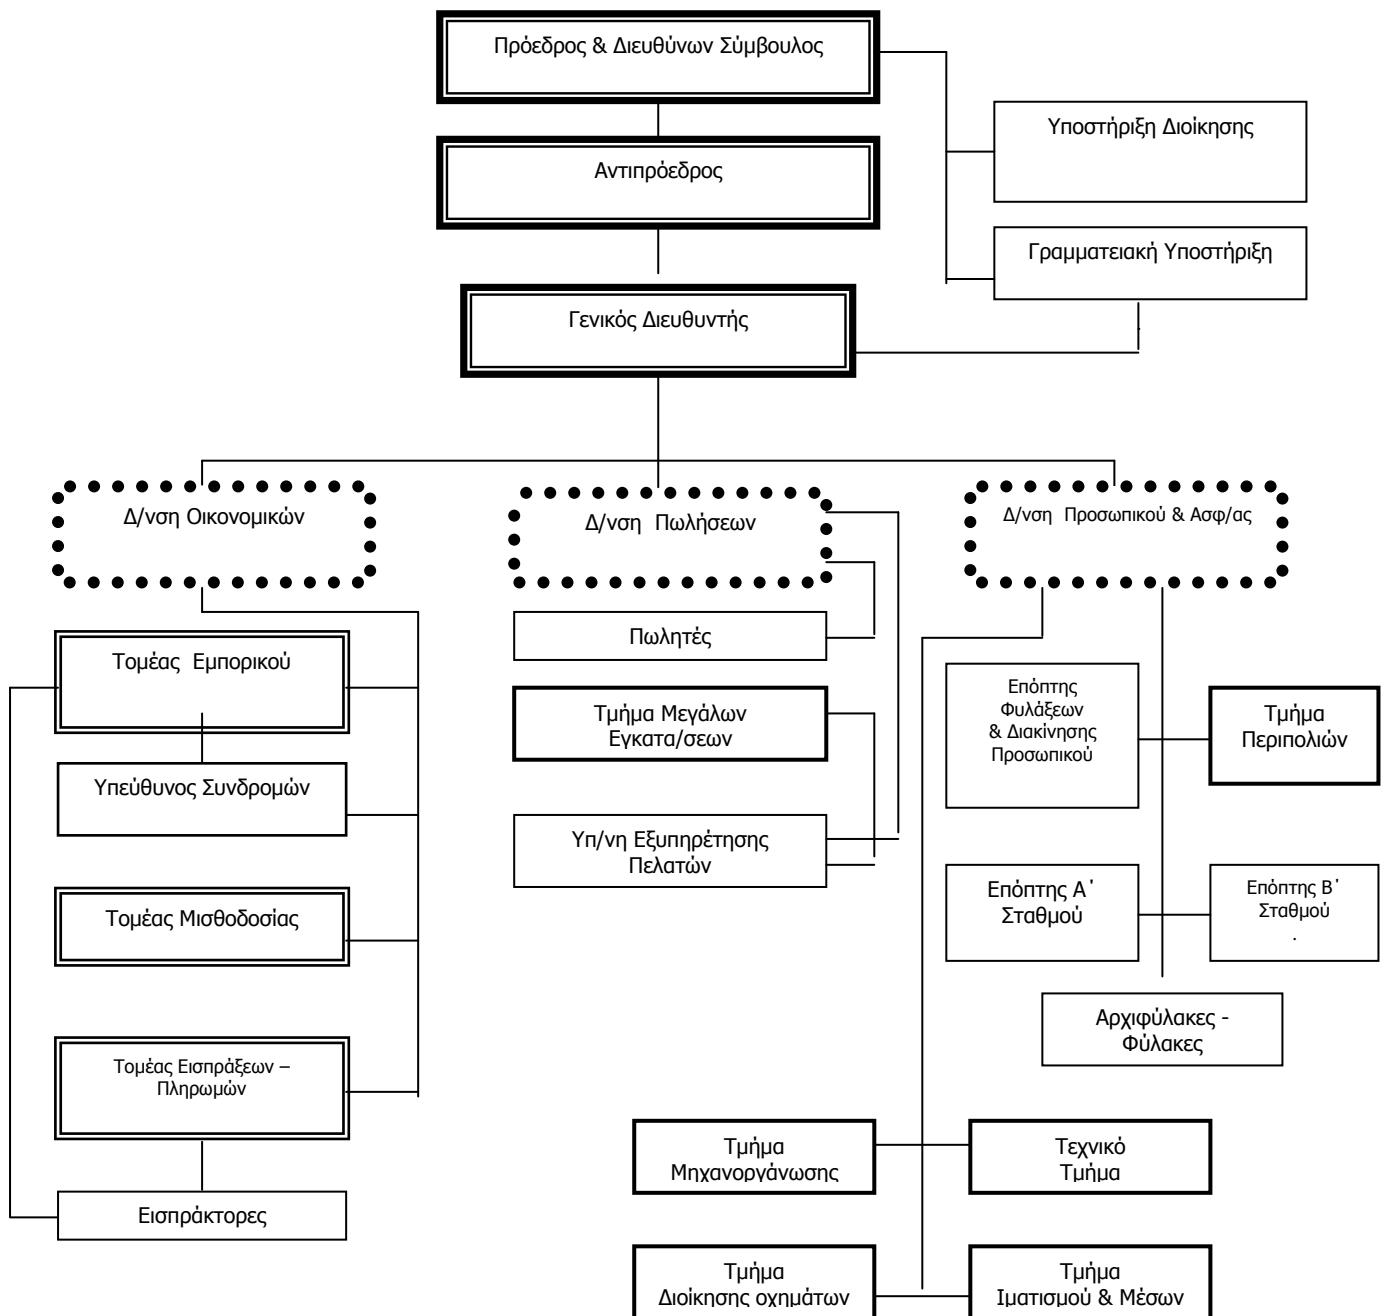 Πρόεδρος & Διευθύνων Σύμβουλος
Υποστήριξη Διοίκησης
Αντιπρόεδρος
Γραμματειακή Υποστήριξη
Γενικός Διευθυντής
Δ/νση Οικονομικών
Δ/νση Πωλήσεων
Δ/νση Προσωπικού & Ασφ/ας
Πωλητές
Τομέας Εμπορικού
Επόπτης
Φυλάξεων
& Διακίνησης
Προσωπικού
Τμήμα
Περιπολιών
Τμήμα Μεγάλων
Εγκατα/σεων
Υπεύθυνος Συνδρομών
Υπ/νη Εξυπηρέτησης
Πελατών
Τομέας Μισθοδοσίας
Επόπτης Α΄
Σταθμού
Επόπτης Β΄
Σταθμού
.
Αρχιφύλακες -
Φύλακες
Τομέας Εισπράξεων –
Πληρωμών
Τμήμα
Μηχανοργάνωσης
Τεχνικό
Τμήμα
Εισπράκτορες
Τμήμα
Διοίκησης οχημάτων
Τμήμα
Ιματισμού & Μέσων